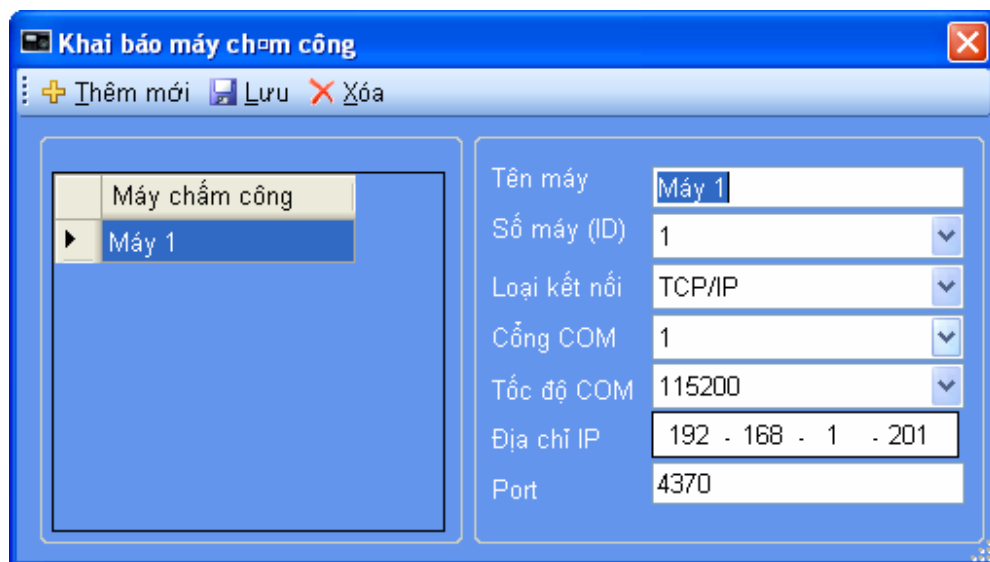 Khai báo máy ch¤m công
Thêm mới Lưu Xóa
Máy chấm công
Máy 1
Tên máy Máy 1
Số máy (ID) 1
Loại kết nối TCP/IP
Cổng COM 1
Tốc độ COM 115200
Địa chỉ IP 192 . 168 . 1 . 201
Port 4370